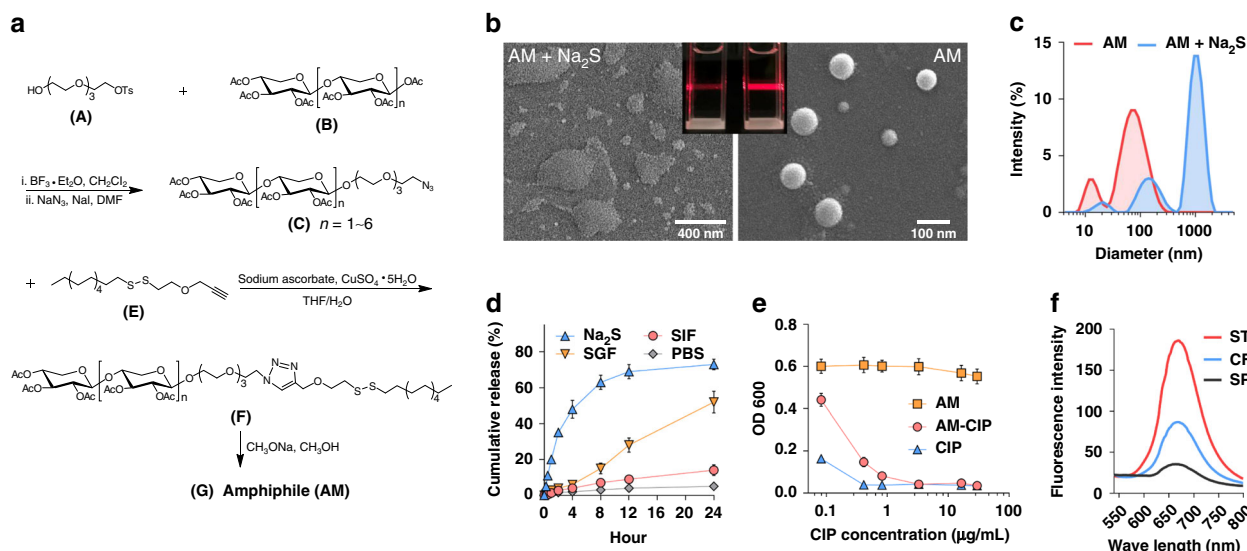 a
HO
O
3
OTs
(A)
+
AcO
O
AcO
OAc
O
O
AcO
OAc
OAc
n
(B)
i. BF₃•Et₂O, CH₂Cl₂
ii. NaN₃, NaI, DMF
AcO
O
AcO
OAc
O
O
AcO
OAc
n
O
O
3
N₃
(C) n = 1~6
+
4
S-S
O
(E)
Sodium ascorbate, CuSO₄•5H₂O
THF/H₂O
AcO
O
AcO
OAc
O
O
AcO
OAc
n
O
O
3
N=N
N
O
S-S
4
(F)
CH₃ONa, CH₃OH
(G) Amphiphile (AM)
b
AM + Na₂S
AM
400 nm
100 nm
c
AM AM + Na₂S
Intensity (%)
15
10
5
0
10 100 1000
Diameter (nm)
d
Cumulative release (%)
80
60
40
20
0
Na₂S SIF
SGF PBS
0 4 8 12 16 20 24
Hour
e
OD 600
0.8
0.6
0.4
0.2
0.0
AM
AM-CIP
CIP
0.1 1 10 100
CIP concentration (µg/mL)
f
Fluorescence intensity
200
150
100
50
0
ST
550 600 650 700 750 800
Wave length (nm)